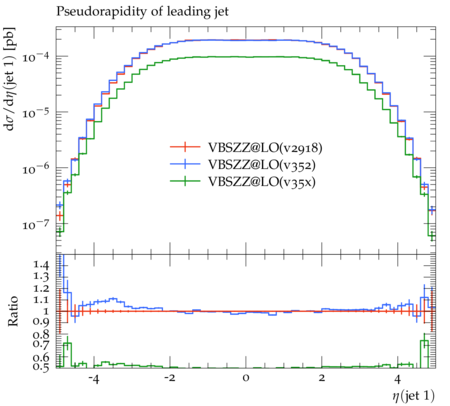 Pseudorapidity of leading jet
dσ/dη(jet 1) [pb]
10⁻⁴
10⁻⁵
10⁻⁶
10⁻⁷
VBSZZ@LO(v2918)
VBSZZ@LO(v352)
VBSZZ@LO(v35x)
Ratio
1.4
1.3
1.2
1.1
1
0.9
0.8
0.7
0.6
0.5
-4 -2 0 2 4
η(jet 1)